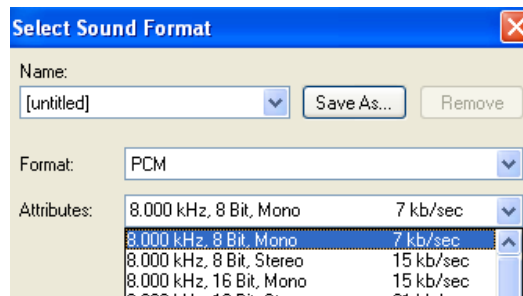 Select Sound Format
Name:
[untitled] Save As... Remove
Format: PCM
Attributes: 8.000 kHz, 8 Bit, Mono 7 kb/sec
8.000 kHz, 8 Bit, Mono 7 kb/sec
8.000 kHz, 8 Bit, Stereo 15 kb/sec
8.000 kHz, 16 Bit, Mono 15 kb/sec